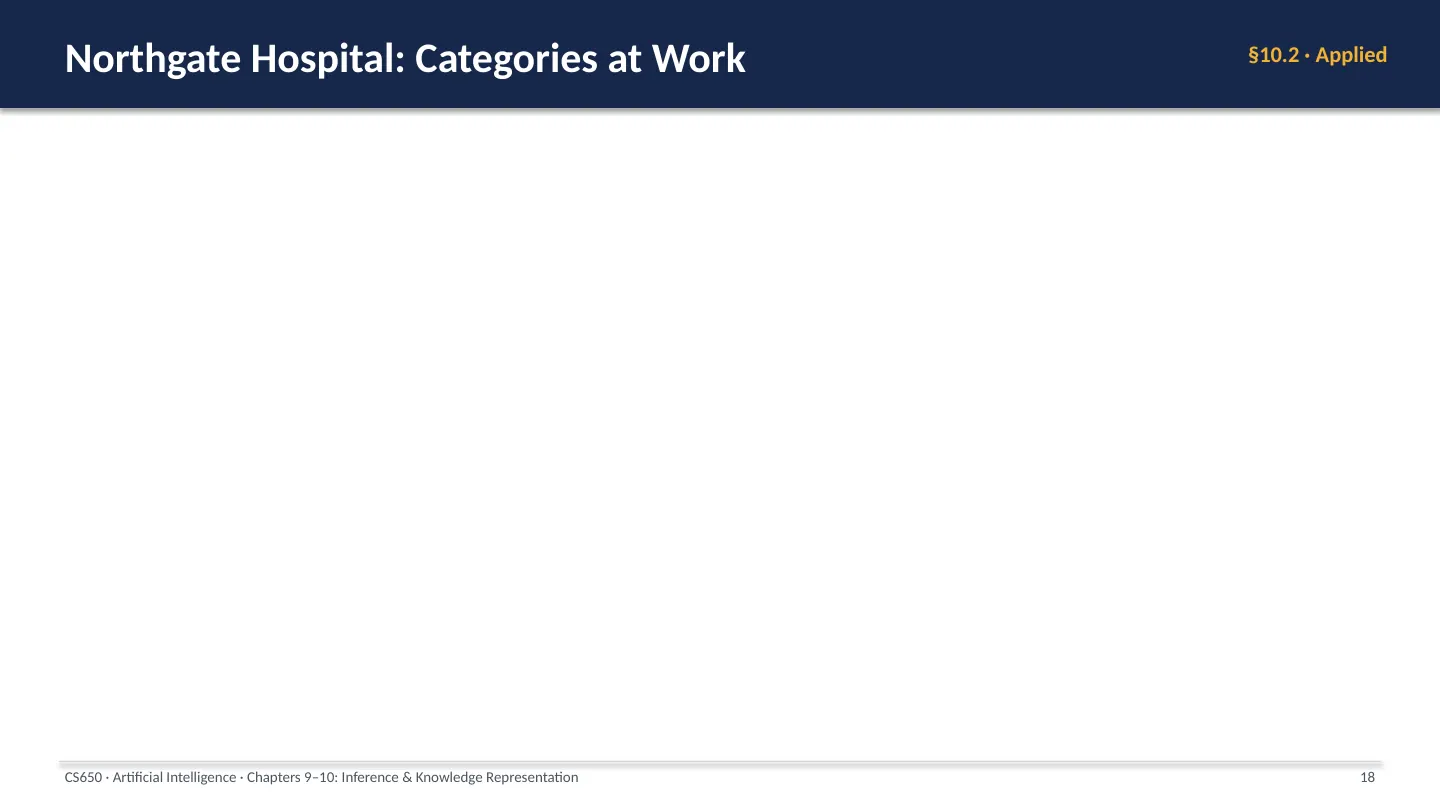 Northgate Hospital: Categories at Work
§10.2 · Applied
CS650 · Artificial Intelligence · Chapters 9–10: Inference & Knowledge Representation
18